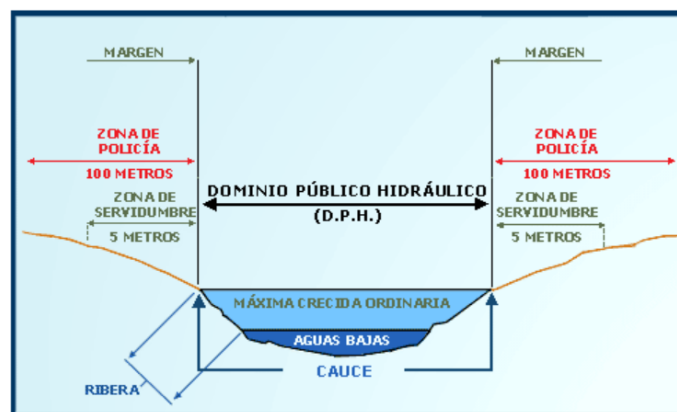 MARGEN
MARGEN
ZONA DE
POLICÍA
100 METROS
ZONA DE
POLICÍA
100 METROS
DOMINIO PÚBLICO HIDRÁULICO
(D.P.H.)
ZONA DE
SERVIDUMBRE
5 METROS
ZONA DE
SERVIDUMBRE
5 METROS
MÁXIMA CRECIDA ORDINARIA
AGUAS BAJAS
CAUCE
RIBERA